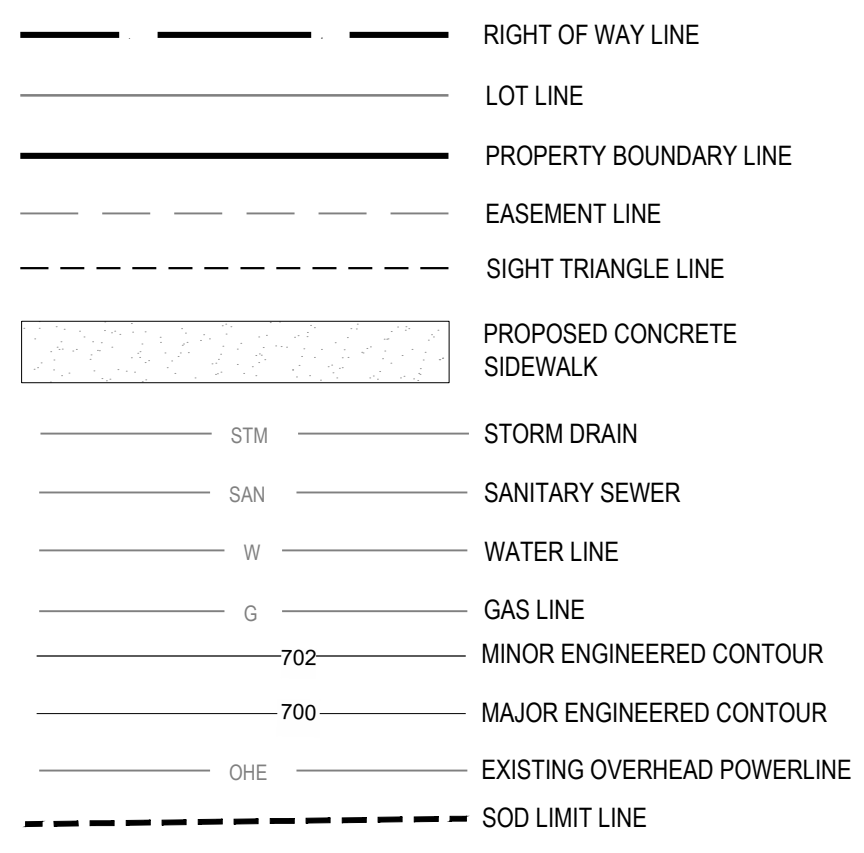 RIGHT OF WAY LINE
LOT LINE
PROPERTY BOUNDARY LINE
EASEMENT LINE
SIGHT TRIANGLE LINE
PROPOSED CONCRETE
SIDEWALK
STM STORM DRAIN
SAN SANITARY SEWER
W WATER LINE
G GAS LINE
702 MINOR ENGINEERED CONTOUR
700 MAJOR ENGINEERED CONTOUR
OHE EXISTING OVERHEAD POWERLINE
SOD LIMIT LINE